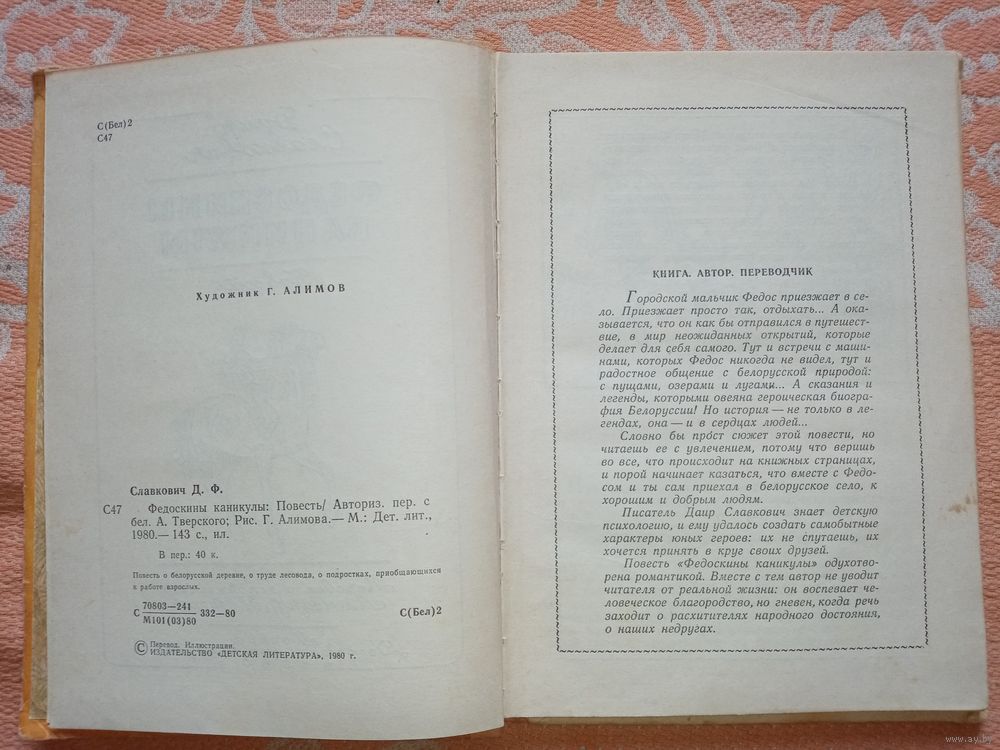 С(Бел)2
С47
Художник Г. АЛИМОВ
Славкович Д. Ф.
С47 Федоскины каникулы: Повесть/ Авториз. пер. с
бел. А. Тверского; Рис. Г. Алимова.— М.: Дет. лит.,
1980.— 143 с., ил.
В пер.: 40 к.
Повесть о белорусской деревне, о труде лесовода, о подростках, приобщающихся
к работе взрослых.
70803—241
С 332—80 С(Бел)2
М101(03)80
© Перевод. Иллюстрации.
ИЗДАТЕЛЬСТВО «ДЕТСКАЯ ЛИТЕРАТУРА», 1980 г.
КНИГА. АВТОР. ПЕРЕВОДЧИК
Городской мальчик Федос приезжает в се-
ло. Приезжает просто так, отдыхать... А ока-
зывается, что он как бы отправился в путешест-
вие, в мир неожиданных открытий, которые
делает для себя самого. Тут и встречи с маши-
нами, которых Федос никогда не видел, тут и
радостное общение с белорусской природой:
с пущами, озерами и лугами... А сказания и
легенды, которыми овеяна героическая биогра-
фия Белоруссии! Но история — не только в ле-
гендах, она — и в сердцах людей...
Словно бы прост сюжет этой повести, но
читаешь ее с увлечением, потому что веришь
во все, что происходит на книжных страницах,
и порой начинает казаться, что вместе с Федо-
сом и ты сам приехал в белорусское село, к
хорошим и добрым людям.
Писатель Даир Славкович знает детскую
психологию, и ему удалось создать самобытные
характеры юных героев: их не спутаешь, их
хочется принять в круг своих друзей.
Повесть «Федоскины каникулы» одухотво-
рена романтикой. Вместе с тем автор не уводит
читателя от реальной жизни: он воспевает че-
ловеческое благородство, но гневен, когда речь
заходит о расхитителях народного достояния,
о наших недругах.
www.ay.by